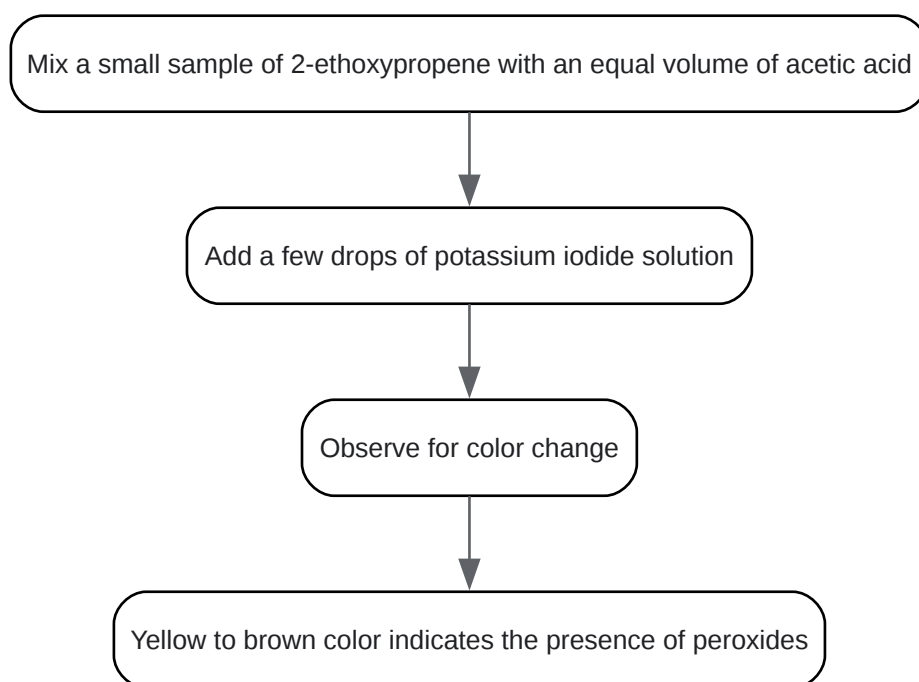 Mix a small sample of 2-ethoxypropene with an equal volume of acetic acid
Add a few drops of potassium iodide solution
Observe for color change
Yellow to brown color indicates the presence of peroxides